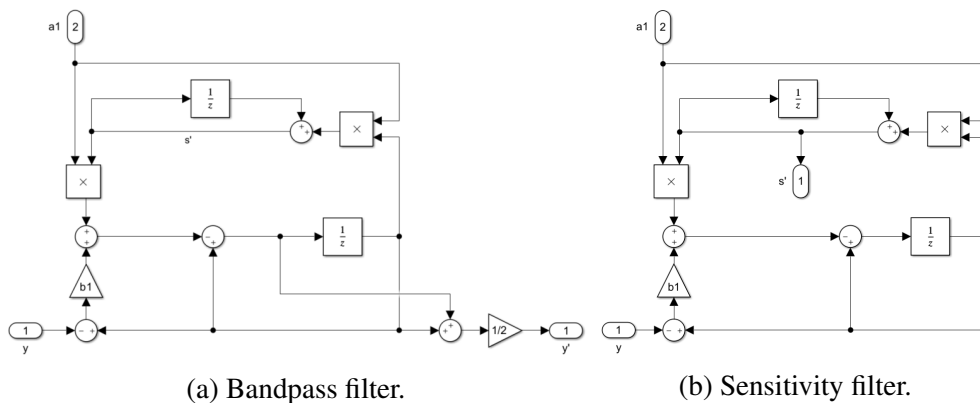 a1 2
1
z
+
+
×
s'
×
+
+
-
+
1
z
b1
1
y
-
+
+
+
1/2
1
y'
(a) Bandpass filter.
a1 2
1
z
+
+
×
s' 1
×
+
+
-
+
1
z
b1
1
y
-
+
(b) Sensitivity filter.